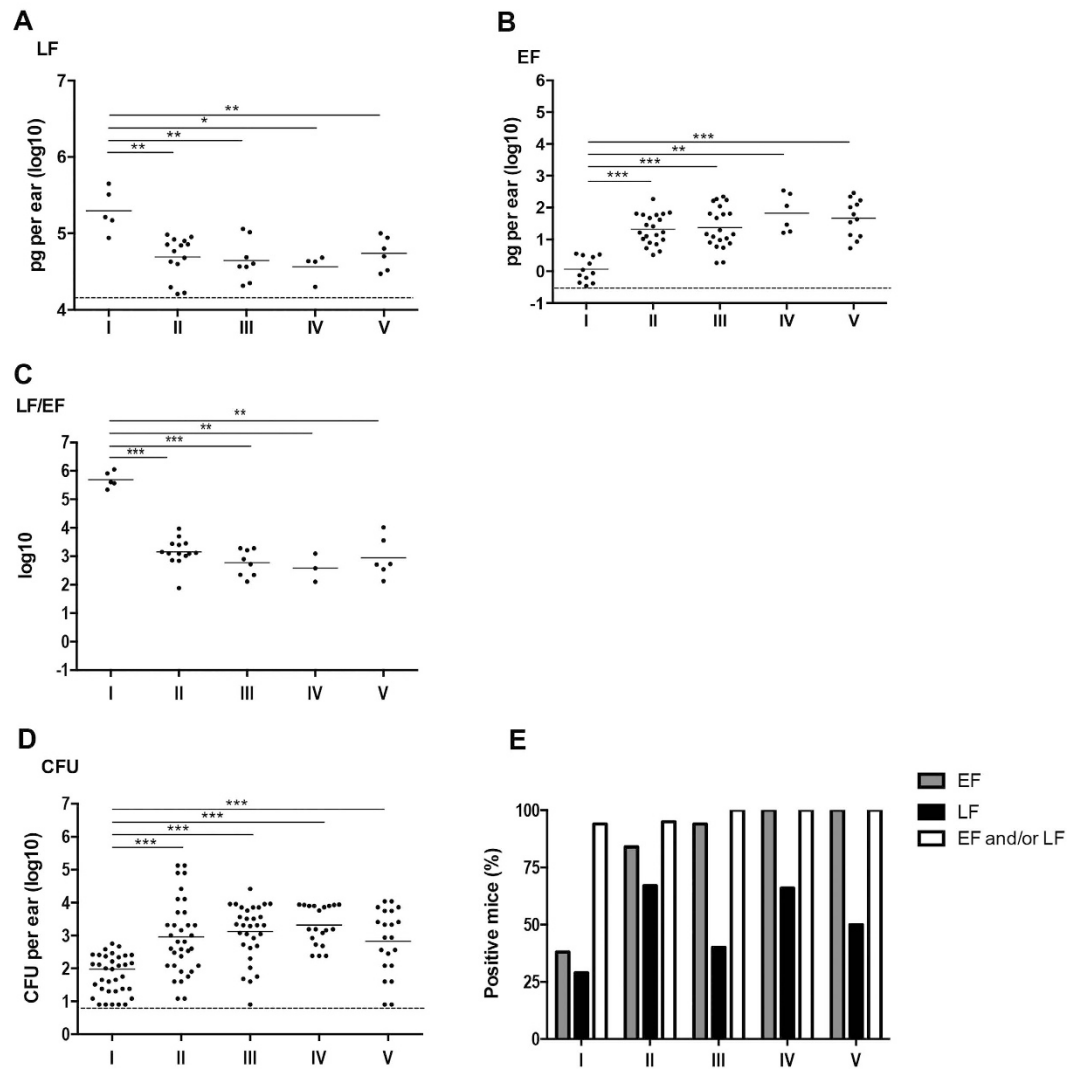 A
LF
pg per ear (log10)
7
6
5
4
**
*
**
**
I II III IV V
B
EF
pg per ear (log10)
6
5
4
3
2
1
0
-1
***
**
***
***
I II III IV V
C
LF/EF
log10
7
6
5
4
3
2
1
0
-1
**
**
***
***
I II III IV V
D
CFU
CFU per ear (log10)
7
6
5
4
3
2
1
0
***
***
***
***
I II III IV V
E
EF
LF
EF and/or LF
Positive mice (%)
100
75
50
25
0
I II III IV V